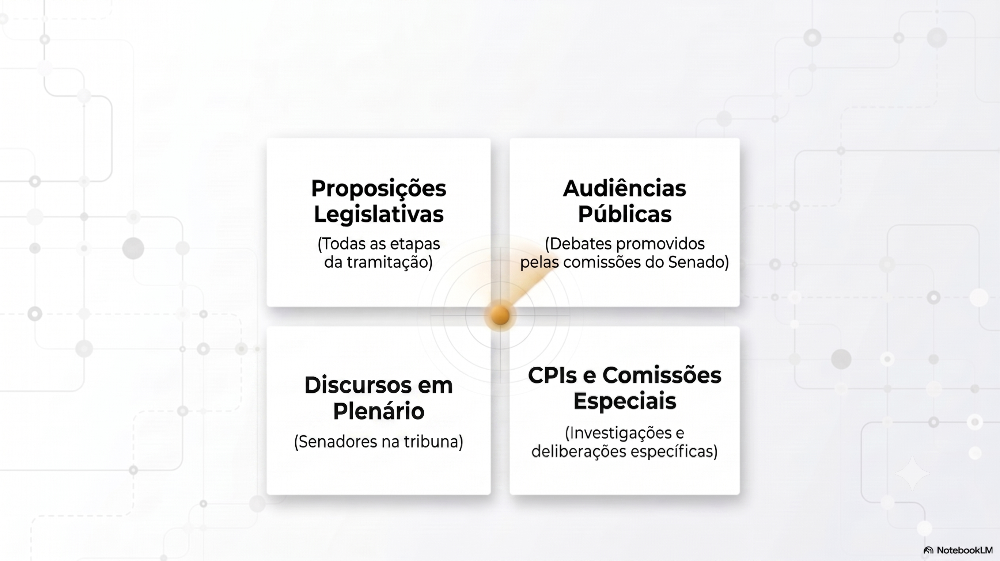 Proposições
Legislativas
(Todas as etapas
da tramitação)
Audiências
Públicas
(Debates promovidos
pelas comissões do Senado)
Discursos em
Plenário
(Senadores na tribuna)
CPIs e Comissões
Especiais
(Investigações e
deliberações específicas)
NotebookLM